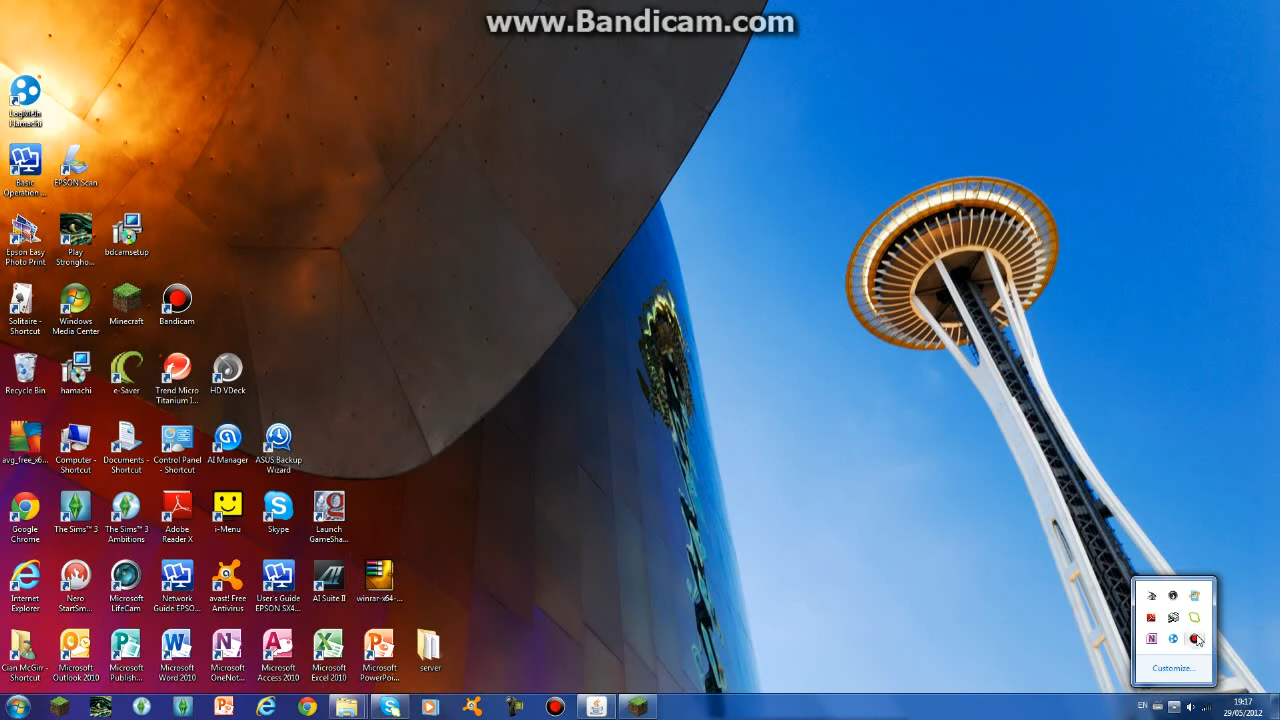 www.Bandicam.com
LogMeIn
Hamachi
Basic
Operation ...
EPSON Scan
Epson Easy
Photo Print
Play
Strongho...
bdcamsetup
Solitaire -
Shortcut
Windows
Media Center
Minecraft
Bandicam
Recycle Bin
hamachi
e-Saver
Trend Micro
Titanium I...
HD VDeck
avg_free_x6...
Computer -
Shortcut
Documents -
Shortcut
Control Panel
- Shortcut
AI Manager
ASUS Backup
Wizard
Google
Chrome
The Sims™ 3
The Sims™ 3
Ambitions
Adobe
Reader X
i-Menu
Skype
Launch
GameSha...
Internet
Explorer
Nero
StartSm...
Microsoft
LifeCam
Network
Guide EPSO...
avast! Free
Antivirus
User's Guide
EPSON SX4...
AI Suite II
winrar-x64-...
Cian McGirr -
Shortcut
Microsoft
Outlook 2010
Microsoft
Publish...
Microsoft
Word 2010
Microsoft
OneNot...
Microsoft
Access 2010
Microsoft
Excel 2010
Microsoft
PowerPoi...
server
Customize...
EN
19:17
29/05/2012